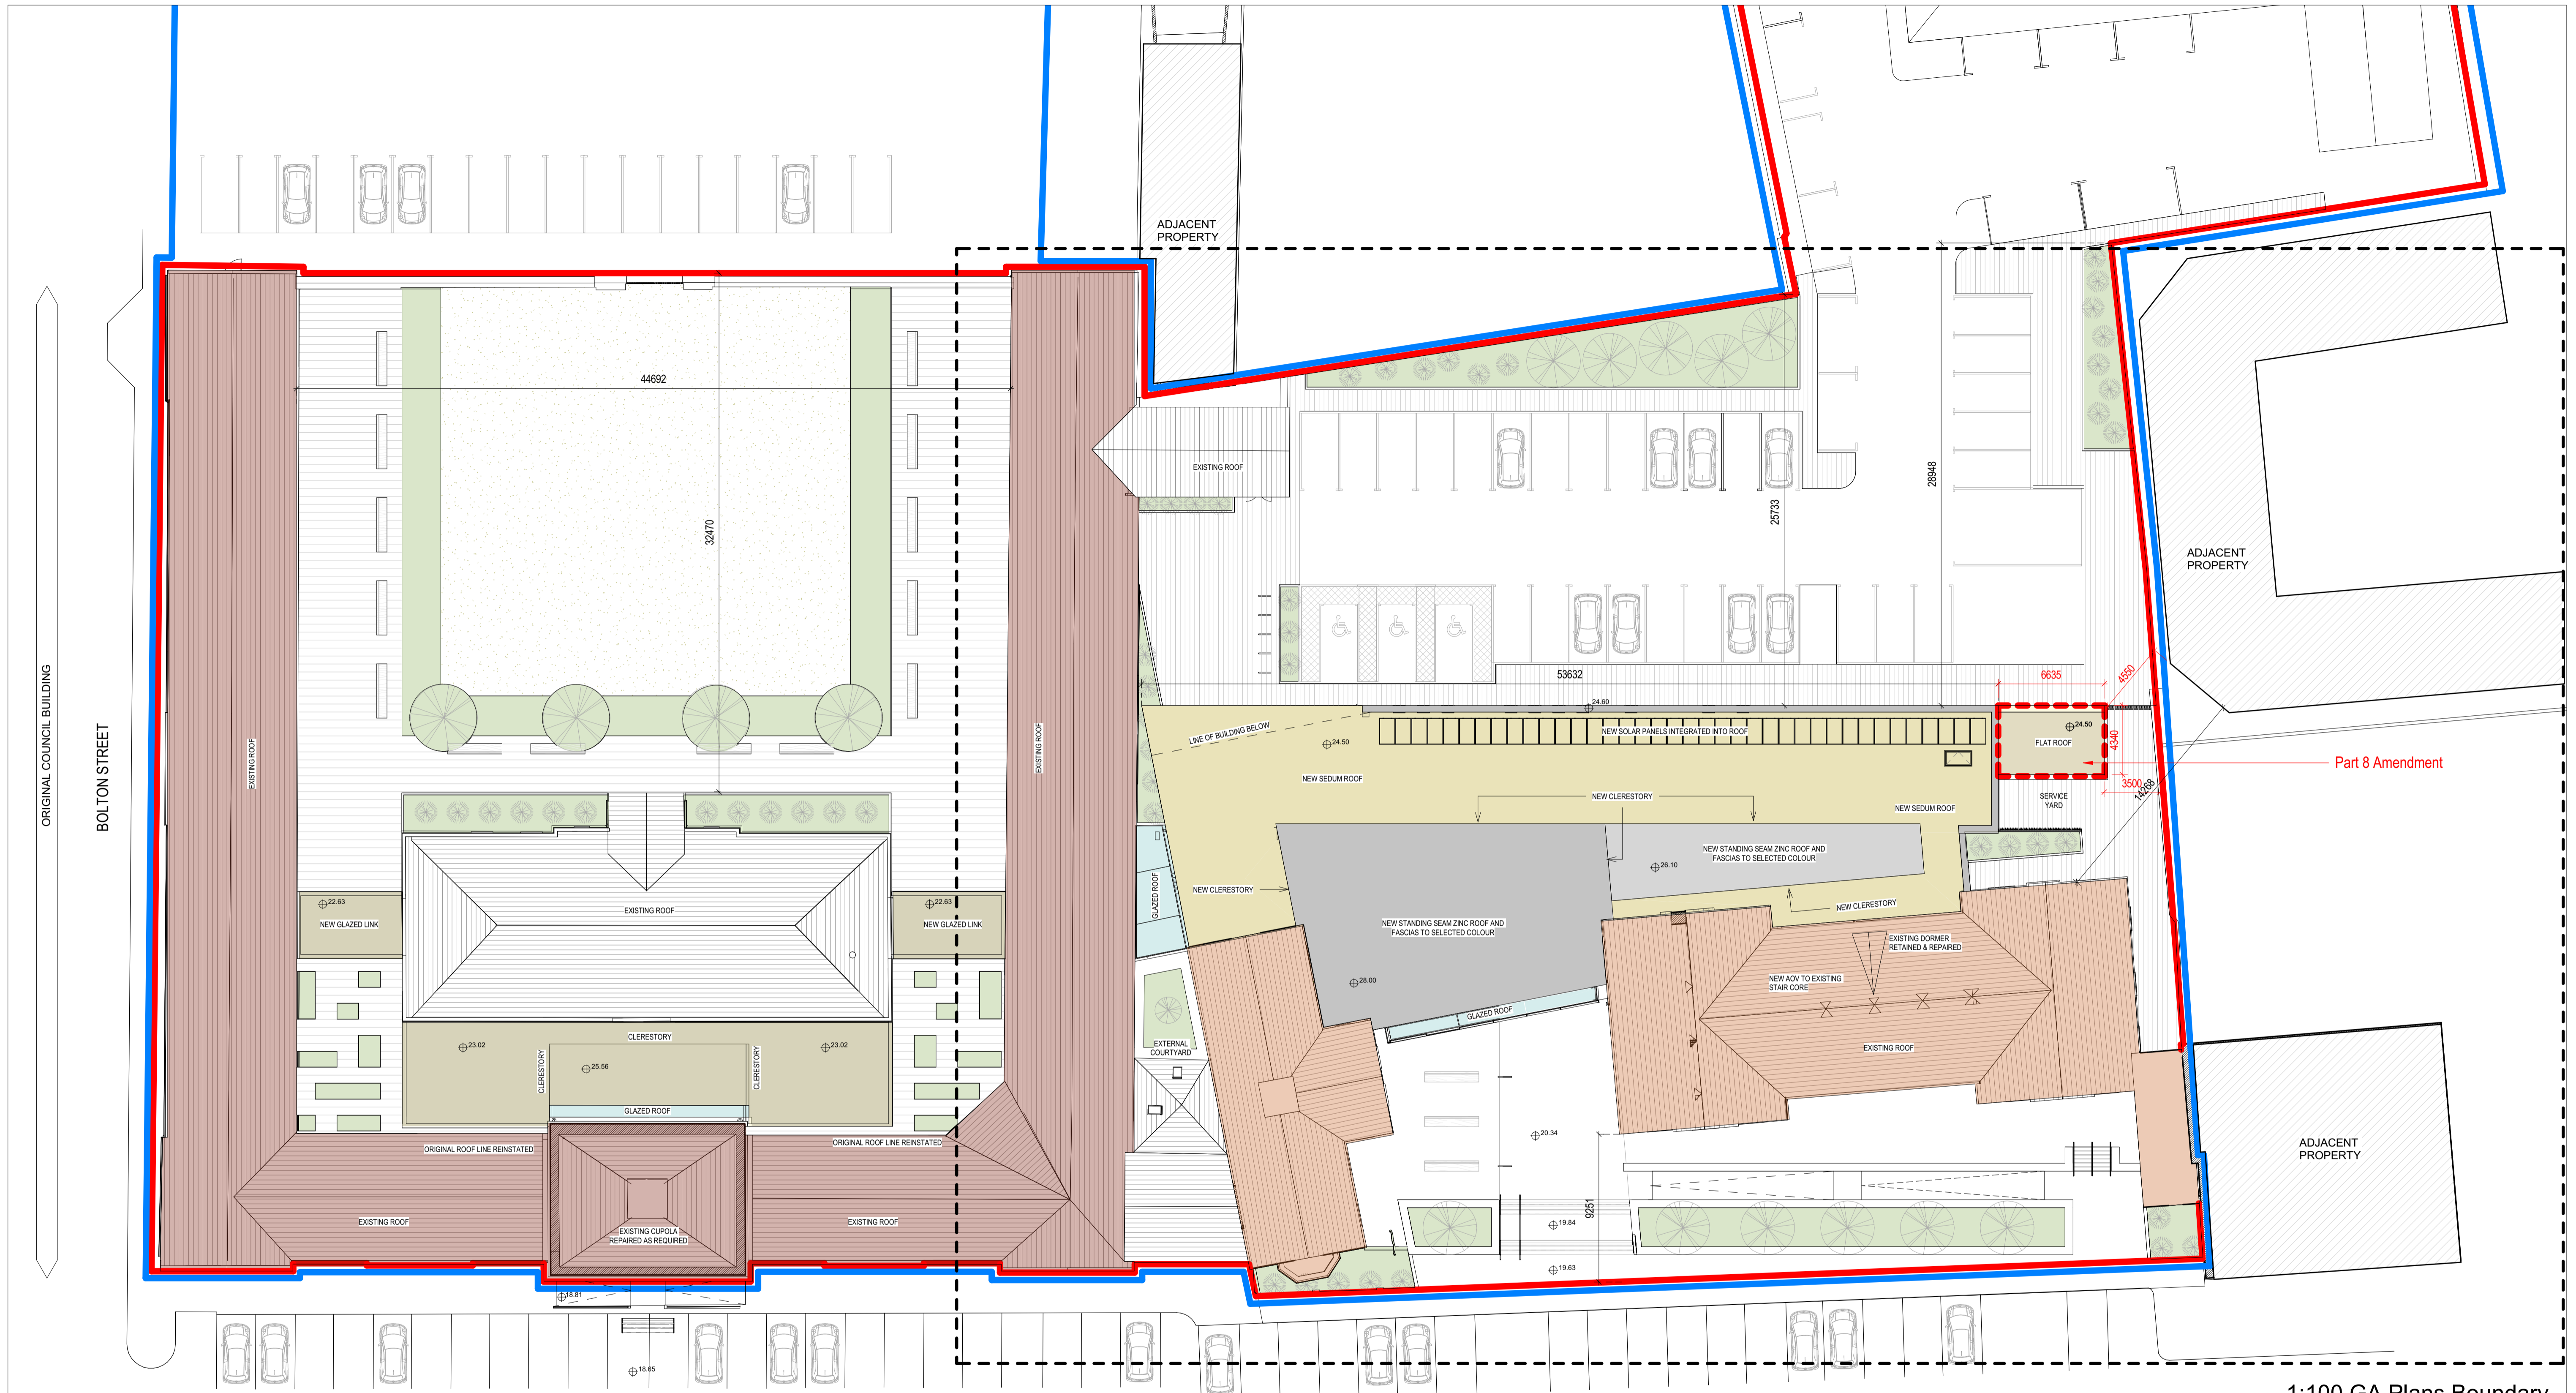 ORIGINAL COUNCIL BUILDING
BOLTON STREET
ADJACENT
PROPERTY
44692
32470
EXISTING ROOF
EXISTING ROOF
EXISTING ROOF
25733
28948
ADJACENT
PROPERTY
53632
6635
4550
24.60
LINE OF BUILDING BELOW
24.50
NEW SOLAR PANELS INTEGRATED INTO ROOF
24.50
FLAT ROOF
4340
Part 8 Amendment
NEW SEDUM ROOF
3500
14268
SERVICE
YARD
NEW CLERESTORY
NEW SEDUM ROOF
NEW STANDING SEAM ZINC ROOF AND
FASCIAS TO SELECTED COLOUR
26.10
GLAZED ROOF
NEW CLERESTORY
NEW CLERESTORY
22.63
NEW GLAZED LINK
EXISTING ROOF
22.63
NEW GLAZED LINK
NEW STANDING SEAM ZINC ROOF AND
FASCIAS TO SELECTED COLOUR
EXISTING DORMER
RETAINED & REPAIRED
NEW AOV TO EXISTING
STAIR CORE
28.00
GLAZED ROOF
CLERESTORY
23.02
23.02
25.56
CLERESTORY
CLERESTORY
EXTERNAL
COURTYARD
EXISTING ROOF
GLAZED ROOF
20.34
ORIGINAL ROOF LINE REINSTATED
ORIGINAL ROOF LINE REINSTATED
ADJACENT
PROPERTY
9251
EXISTING ROOF
EXISTING CUPOLA
REPAIRED AS REQUIRED
EXISTING ROOF
19.84
19.63
18.81
18.65
1:100 GA Plans Boundary